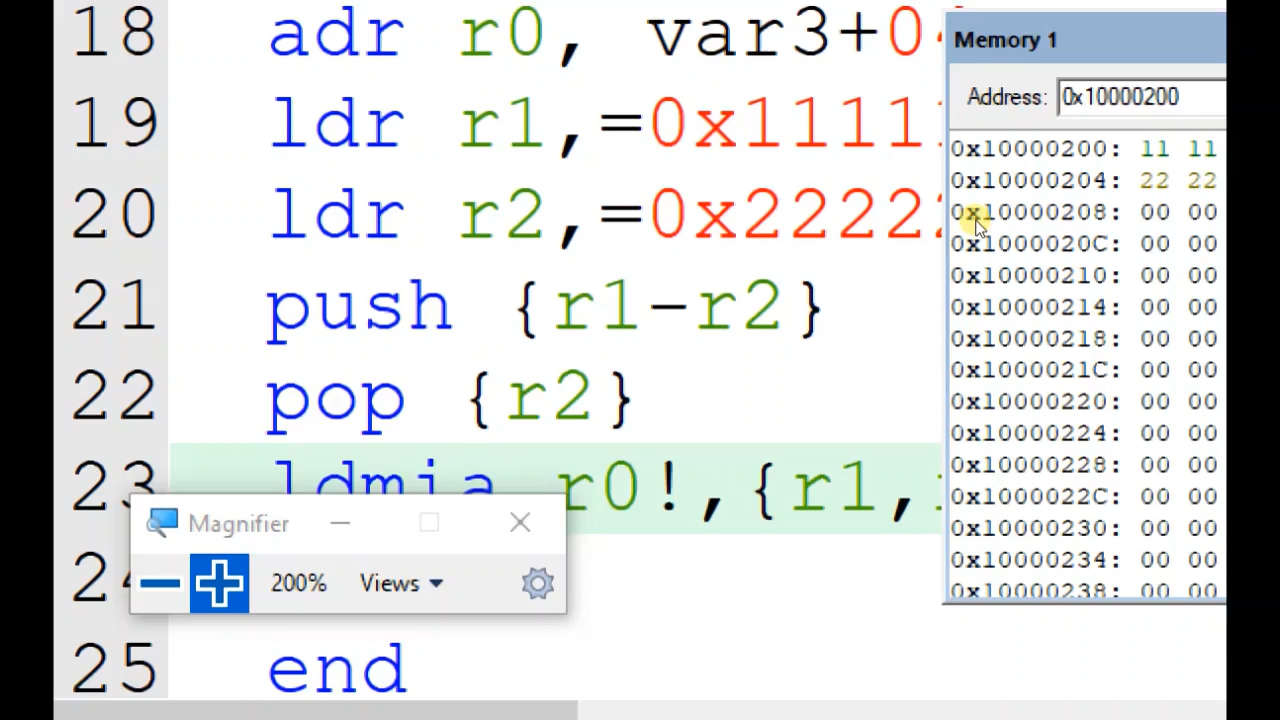 18 adr r0, var3+0
19 ldr r1,=0x1111
20 ldr r2,=0x22222
21 push {r1-r2}
22 pop {r2}
23 ldmia r0!,{r1,
25 end
Memory 1
Address: 0x10000200
0x10000200: 11 11
0x10000204: 22 22
0x10000208: 00 00
0x1000020C: 00 00
0x10000210: 00 00
0x10000214: 00 00
0x10000218: 00 00
0x1000021C: 00 00
0x10000220: 00 00
0x10000224: 00 00
0x10000228: 00 00
0x1000022C: 00 00
0x10000230: 00 00
0x10000234: 00 00
0x10000238: 00 00
Magnifier
200% Views